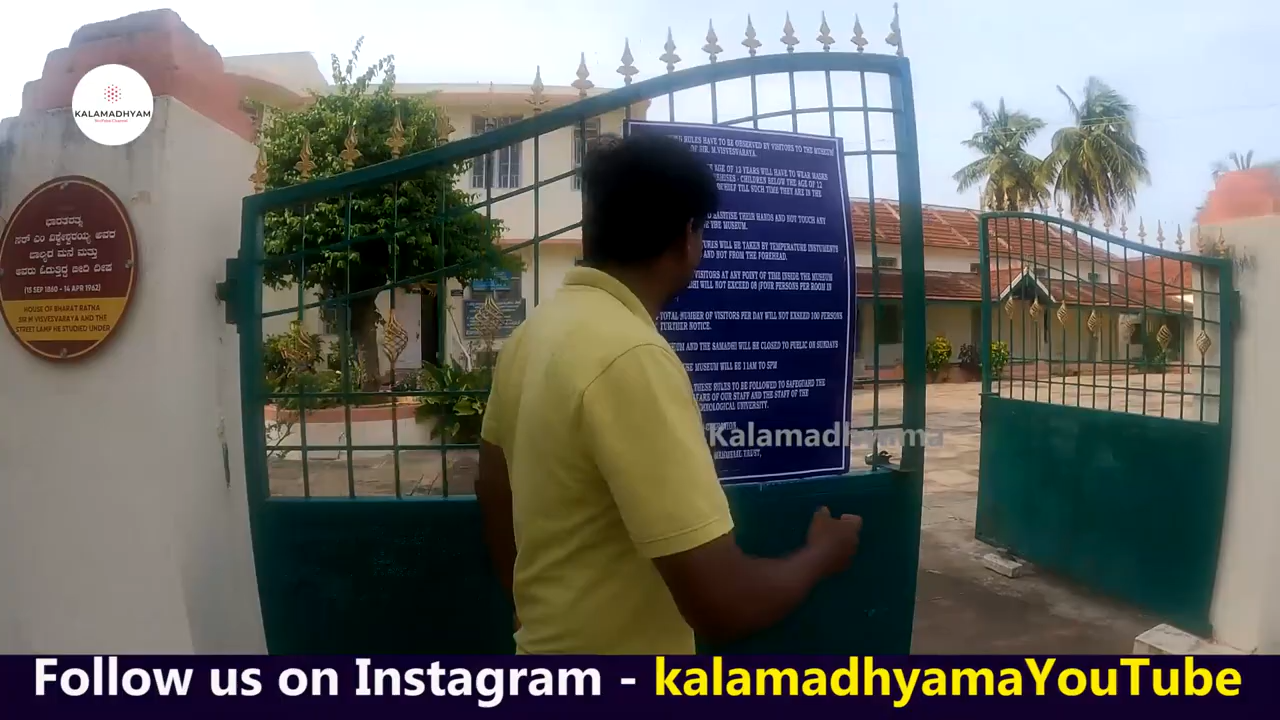 KALAMADHYAM
ಭಾರತರತ್ನ
ಸರ್ ಎಂ ವಿಶ್ವೇಶ್ವರಯ್ಯ ಅವರ
ಬಾಲ್ಯದ ಮನೆ ಮತ್ತು
ಅವರು ಓದುತ್ತಿದ್ದ ಬೀದಿ ದೀಪ
(15 SEP 1860 - 14 APR 1962)
HOUSE OF BHARAT RATNA
SIR M VISVESVARAYA AND THE
STREET LAMP HE STUDIED UNDER
RULES HAVE TO BE OBSERVED BY VISITORS TO THE MUSEUM
OF SIR. M.VISVESVARAYA.
AGE OF 12 YEARS WILL HAVE TO WEAR MASKS
- CHILDREN BELOW THE AGE OF 12
TILL SUCH TIME THEY ARE IN THE
THEIR HANDS AND NOT TOUCH ANY
THE MUSEUM.
WILL BE TAKEN BY TEMPERATURE
AND NOT FROM THE FOREHEAD.
VISITORS AT ANY POINT OF TIME INSIDE THE MUSEUM
WILL NOT EXCEED 08 (FOUR PERSONS PER ROOM IN
TOTAL NUMBER OF VISITORS PER DAY WILL NOT EXSEED 100 PERSONS
FURTHER NOTICE.
AND THE SAMADHI WILL BE CLOSED TO PUBLIC ON SUNDAYS
MUSEUM WILL BE 11AM TO 5PM
THESE RULES TO BE FOLLOWED TO SAFEGUARD THE
OF OUR STAFF AND THE STAFF OF THE
UNIVERSITY.
Kalamadhyama
TRUST,
Follow us on Instagram - kalamadhyamaYouTube